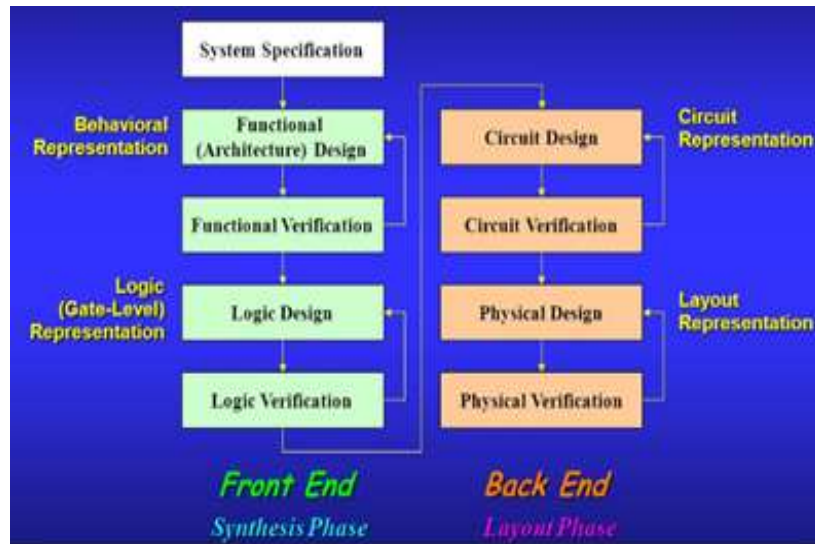 System Specification
Behavioral
Representation
Functional
(Architecture) Design
Functional Verification
Logic
(Gate-Level)
Representation
Logic Design
Logic Verification
Circuit Design
Circuit
Representation
Circuit Verification
Physical Design
Layout
Representation
Physical Verification
Front End
Synthesis Phase
Back End
Layout Phase